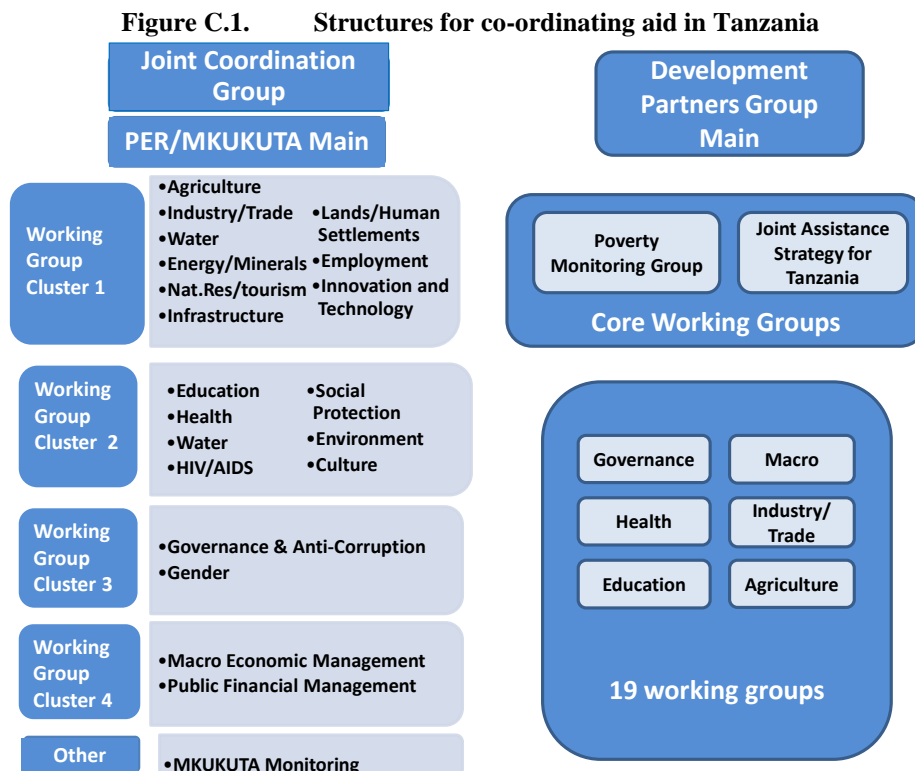 Figure C.1. Structures for co-ordinating aid in Tanzania
Joint Coordination
Group
PER/MKUKUTA Main
Working
Group
Cluster 1
•Agriculture
•Industry/Trade
•Water
•Energy/Minerals
•Nat.Res/tourism
•Infrastructure
•Lands/Human
Settlements
•Employment
•Innovation and
Technology
Working
Group
Cluster 2
•Education
•Health
•Water
•HIV/AIDS
•Social
Protection
•Environment
•Culture
Working
Group
Cluster 3
•Governance & Anti-Corruption
•Gender
Working
Group
Cluster 4
•Macro Economic Management
•Public Financial Management
Other
•MKUKUTA Monitoring
Development
Partners Group
Main
Poverty
Monitoring Group
Joint Assistance
Strategy for
Tanzania
Core Working Groups
Governance
Macro
Health
Industry/
Trade
Education
Agriculture
19 working groups